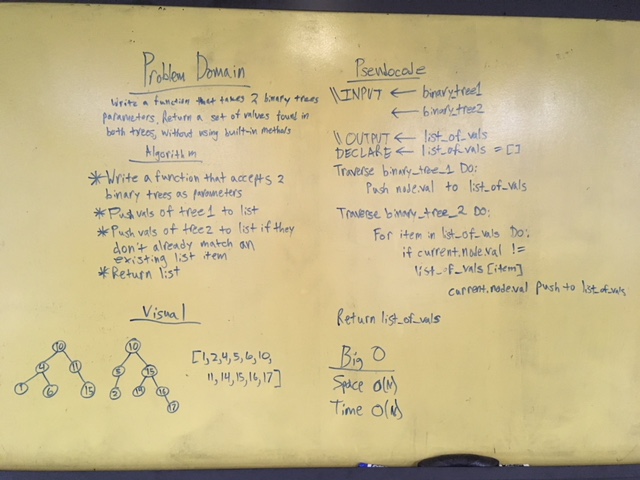 Problem Domain
Write a function that takes 2 binary trees
parameters. Return a set of values found in
both trees, without using built-in methods
Algorithm
* Write a function that accepts 2
binary trees as parameters
* Push vals of tree1 to list
* Push vals of tree2 to list if they
don't already match an
existing list item
* Return list
Visual
10
4 11
1 6 15
10
5 15
2 14 16
17
[1,2,4,5,6,10,
11,14,15,16,17]
Pseudocode
\\ INPUT ← binary_tree1
← binary_tree2
\\ OUTPUT ← list_of_vals
DECLARE ← list_of_vals = []
Traverse binary_tree_1 Do:
Push node.val to list_of_vals
Traverse binary_tree_2 Do:
For item in list_of_vals Do:
if current.node.val !=
list_of_vals[item]
current.node.val push to list_of_vals
Return list_of_vals
Big O
Space O(N)
Time O(N)